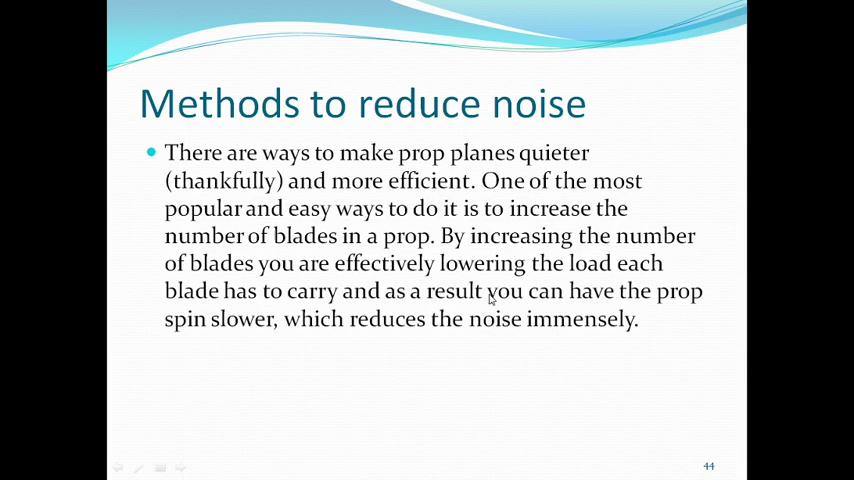 Methods to reduce noise
There are ways to make prop planes quieter
(thankfully) and more efficient. One of the most
popular and easy ways to do it is to increase the
number of blades in a prop. By increasing the number
of blades you are effectively lowering the load each
blade has to carry and as a result you can have the prop
spin slower, which reduces the noise immensely.
44